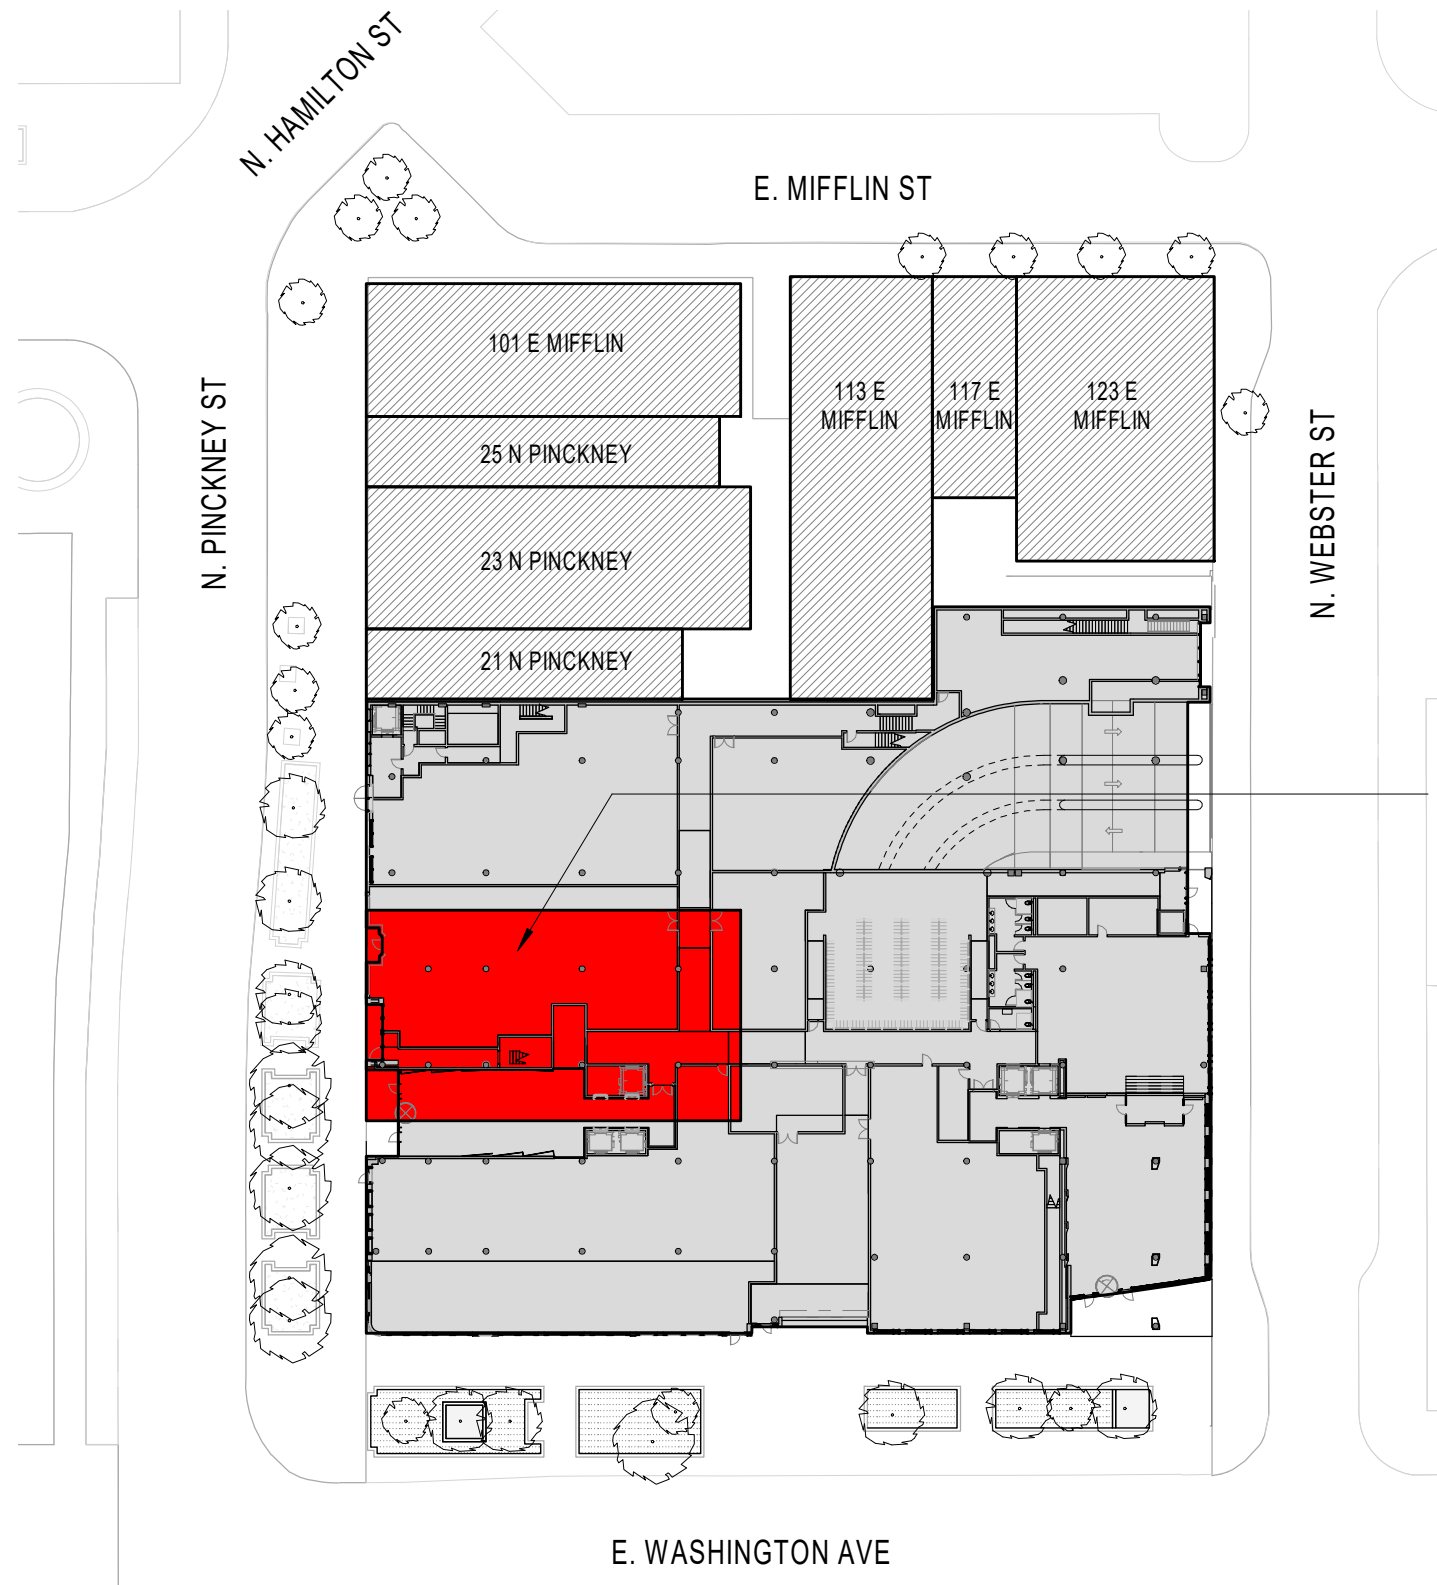 N. HAMILTON ST
E. MIFFLIN ST
101 E MIFFLIN
113 E
MIFFLIN
117 E
MIFFLIN
123 E
MIFFLIN
25 N PINCKNEY
N. PINCKNEY ST
N. WEBSTER ST
23 N PINCKNEY
21 N PINCKNEY
E. WASHINGTON AVE